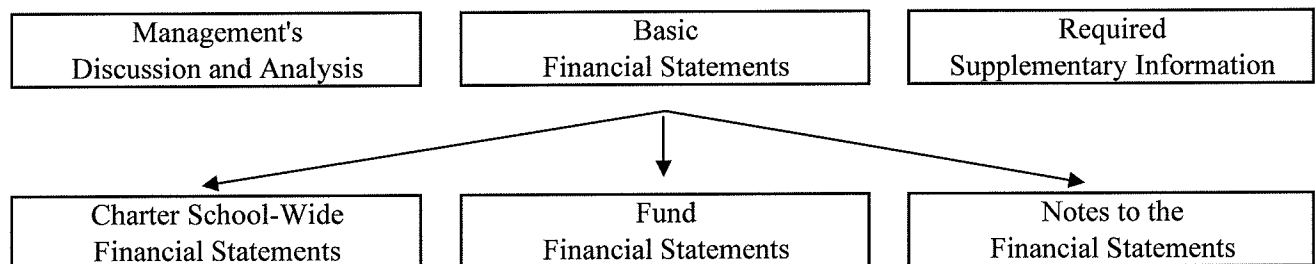 Management's
Discussion and Analysis
Basic
Financial Statements
Required
Supplementary Information
Charter School-Wide
Financial Statements
Fund
Financial Statements
Notes to the
Financial Statements